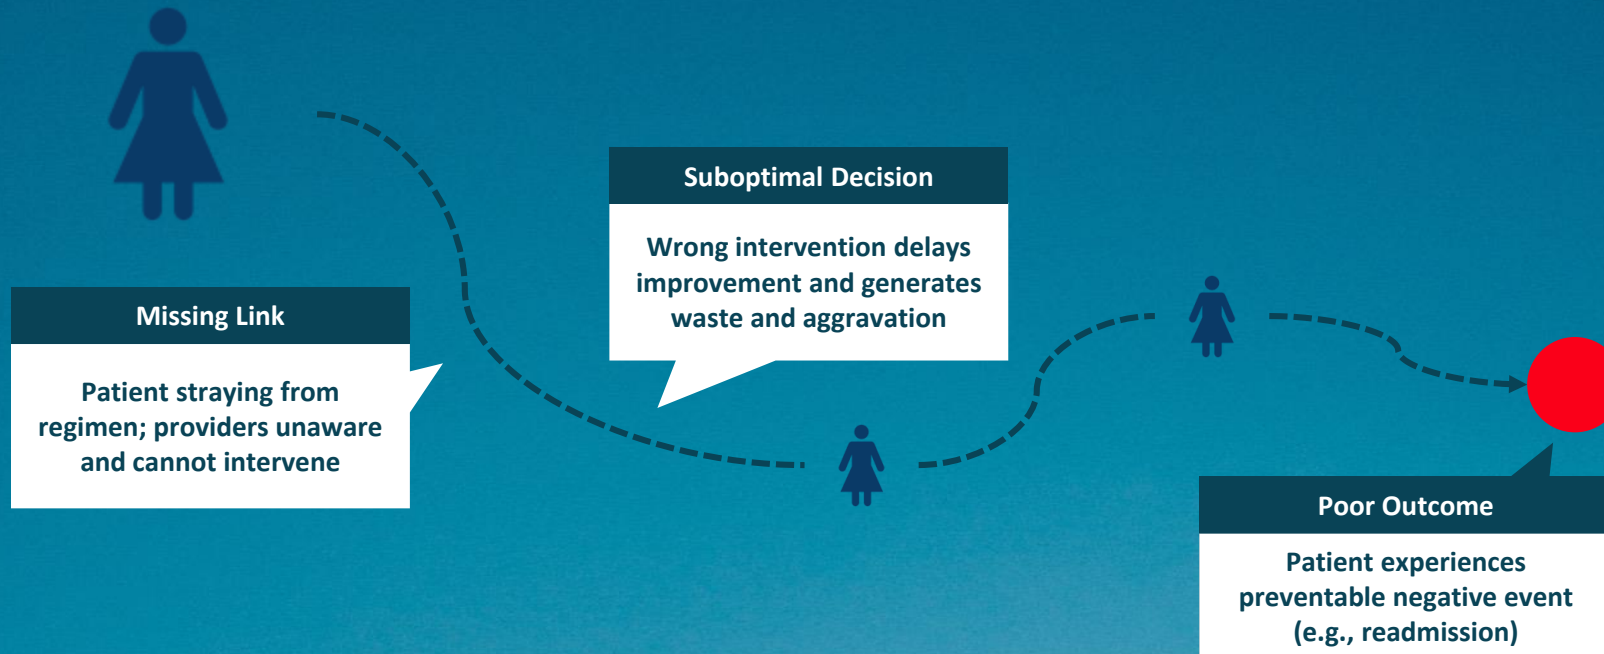 Missing Link
Patient straying from
regimen; providers unaware
and cannot intervene
Suboptimal Decision
Wrong intervention delays
improvement and generates
waste and aggravation
Poor Outcome
Patient experiences
preventable negative event
(e.g., readmission)